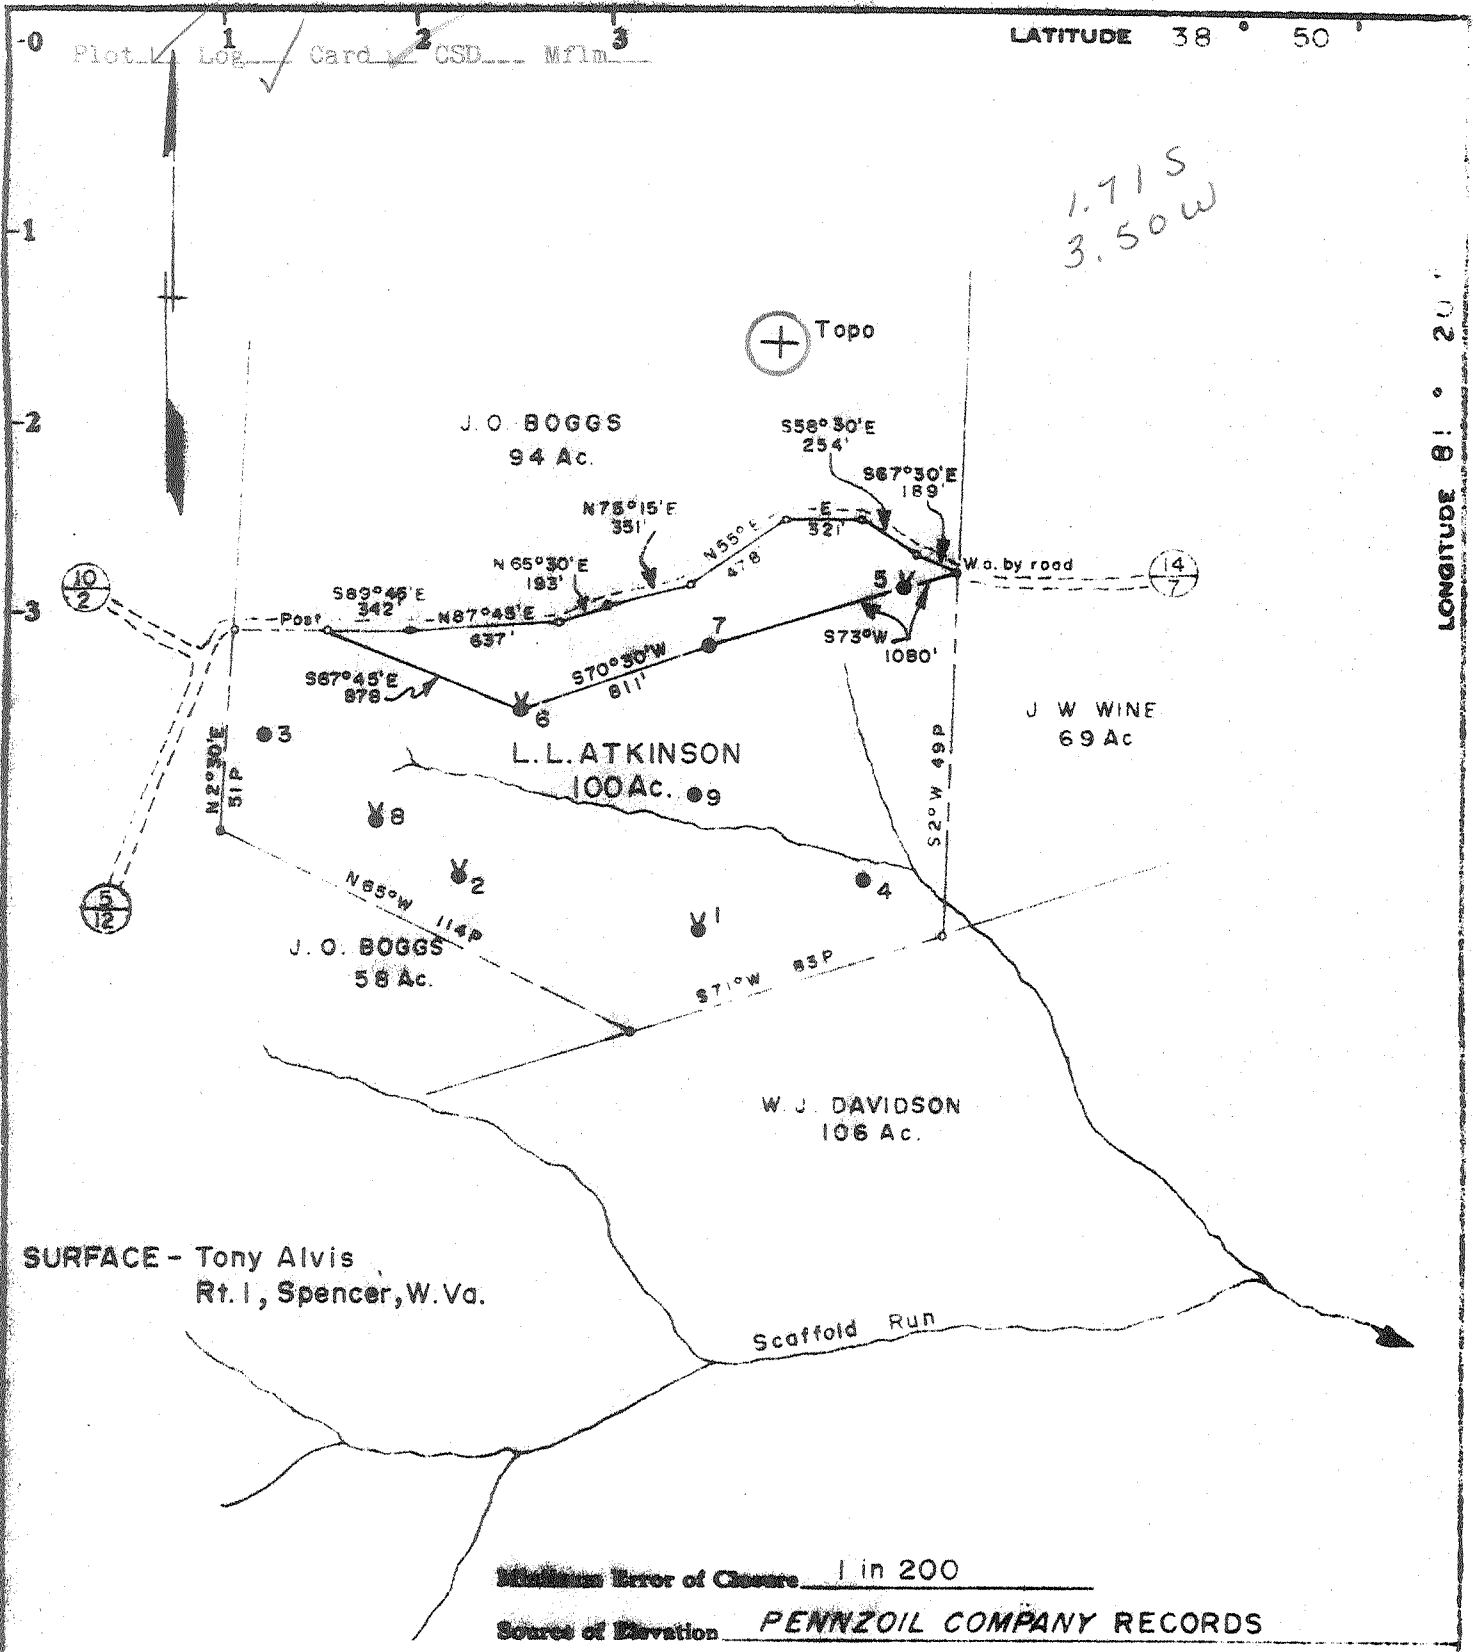 -0 1 2 3 LATITUDE 38 ° 50 '
Plot Log Card CSD Mflm
1.71 S
3.50 W
-1
Topo
LONGITUDE 81 ° 20 '
-2
J. O. BOGGS
94 Ac.
S58°30'E
254'
S67°30'E
189'
N75°15'E
351'
N55°E
478
E
321'
N 65°30'E
193'
W.o. by road
14
7
10
2
S89°45'E
342'
Post
N87°45'E
637'
-3
5
7
S73°W
1080'
S70°30'W
811'
S67°45'E
878
6
3
N2°30'E
51P
L.L. ATKINSON
100 Ac.
9
J W WINE
69 Ac
S2°W 49P
8
2
4
1
5
12
N65°W 114P
J. O. BOGGS
58 Ac.
S71°W 83P
W. J. DAVIDSON
106 Ac.
SURFACE - Tony Alvis
Rt. 1, Spencer, W. Va.
Scaffold Run
Minimum Error of Closure 1 in 200
Source of Elevation PENNZOIL COMPANY RECORDS